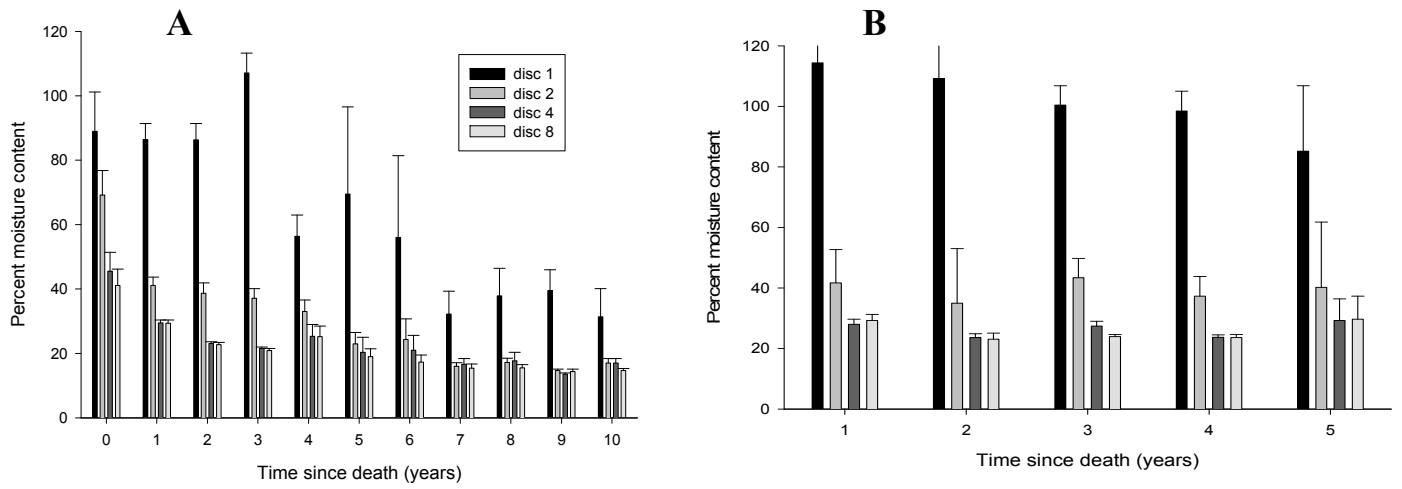 A
120
100
80
60
40
20
0
Percent moisture content
disc 1
disc 2
disc 4
disc 8
0 1 2 3 4 5 6 7 8 9 10
Time since death (years)
B
120
100
80
60
40
20
0
Percent moisture content
1 2 3 4 5
Time since death (years)